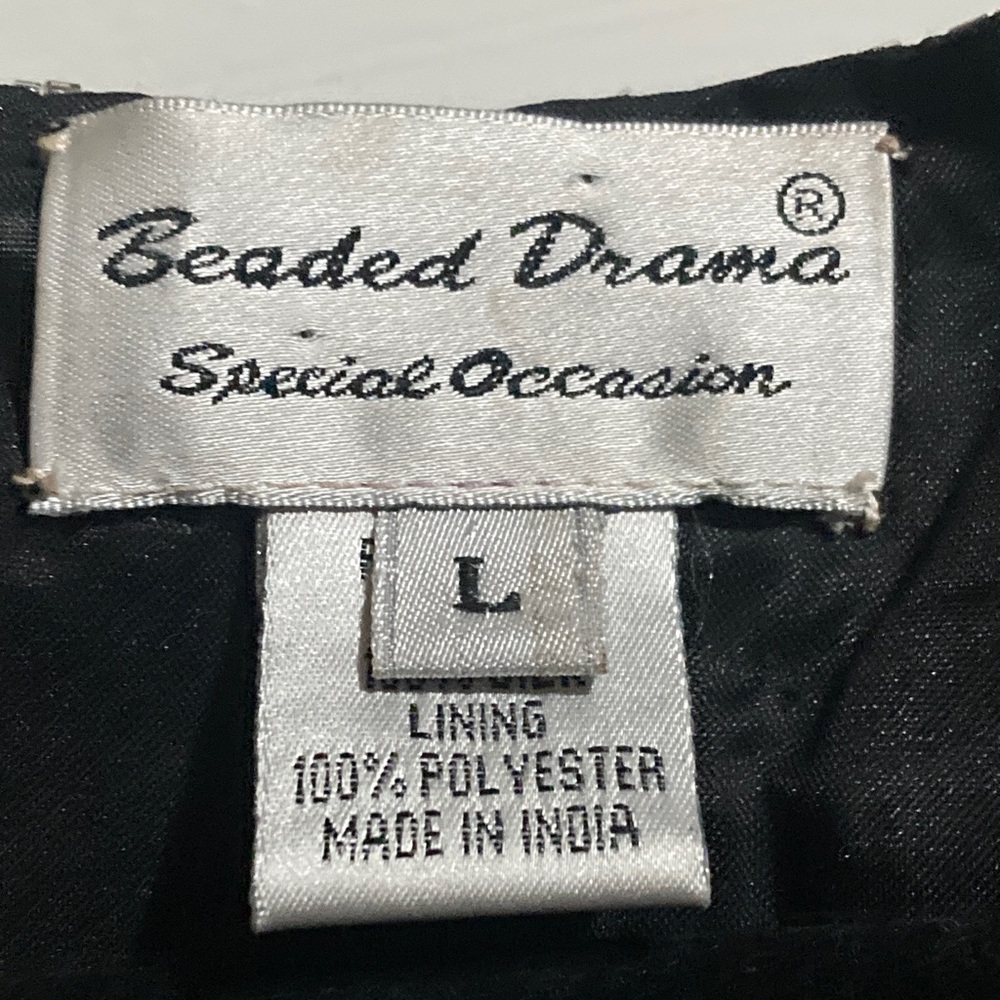 Beaded Drama ®
Special Occasion
L
LINING
100% POLYESTER
MADE IN INDIA